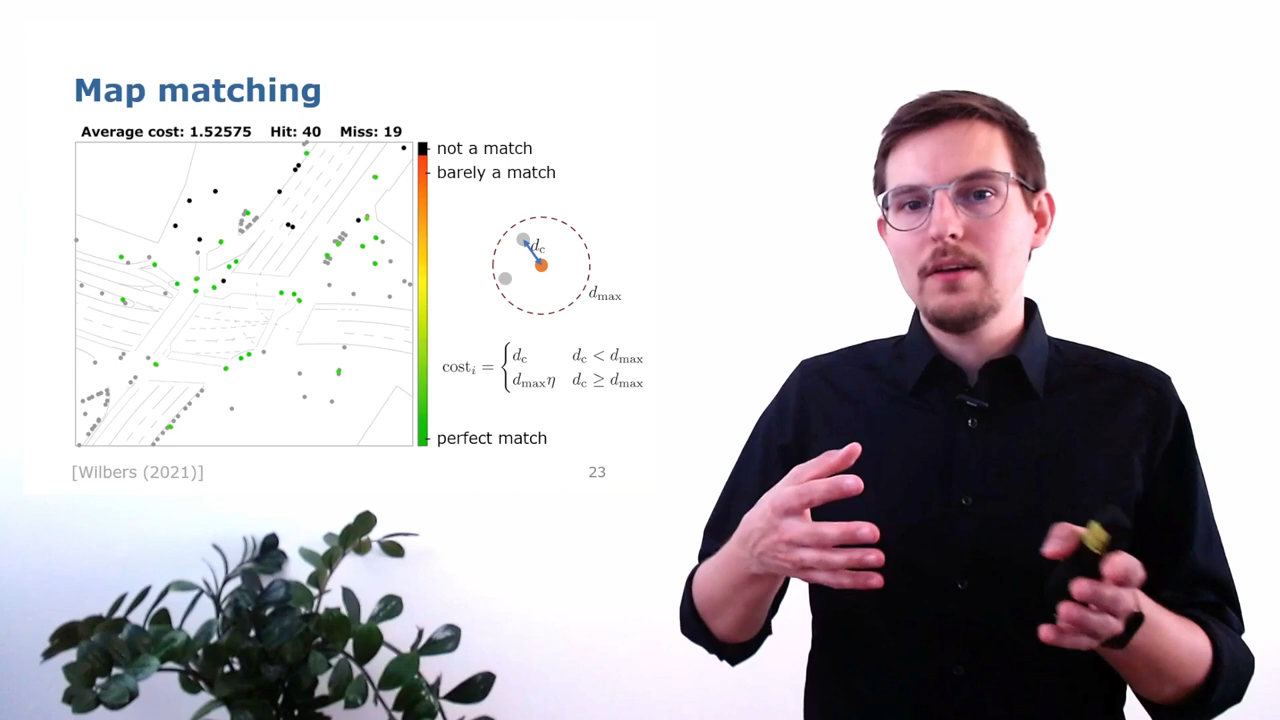 Map matching
Average cost: 1.52575 Hit: 40 Miss: 19
not a match
barely a match
d_c
d_max
cost_i = { d_c d_c < d_max
d_max η d_c ≥ d_max
perfect match
[Wilbers (2021)]
23